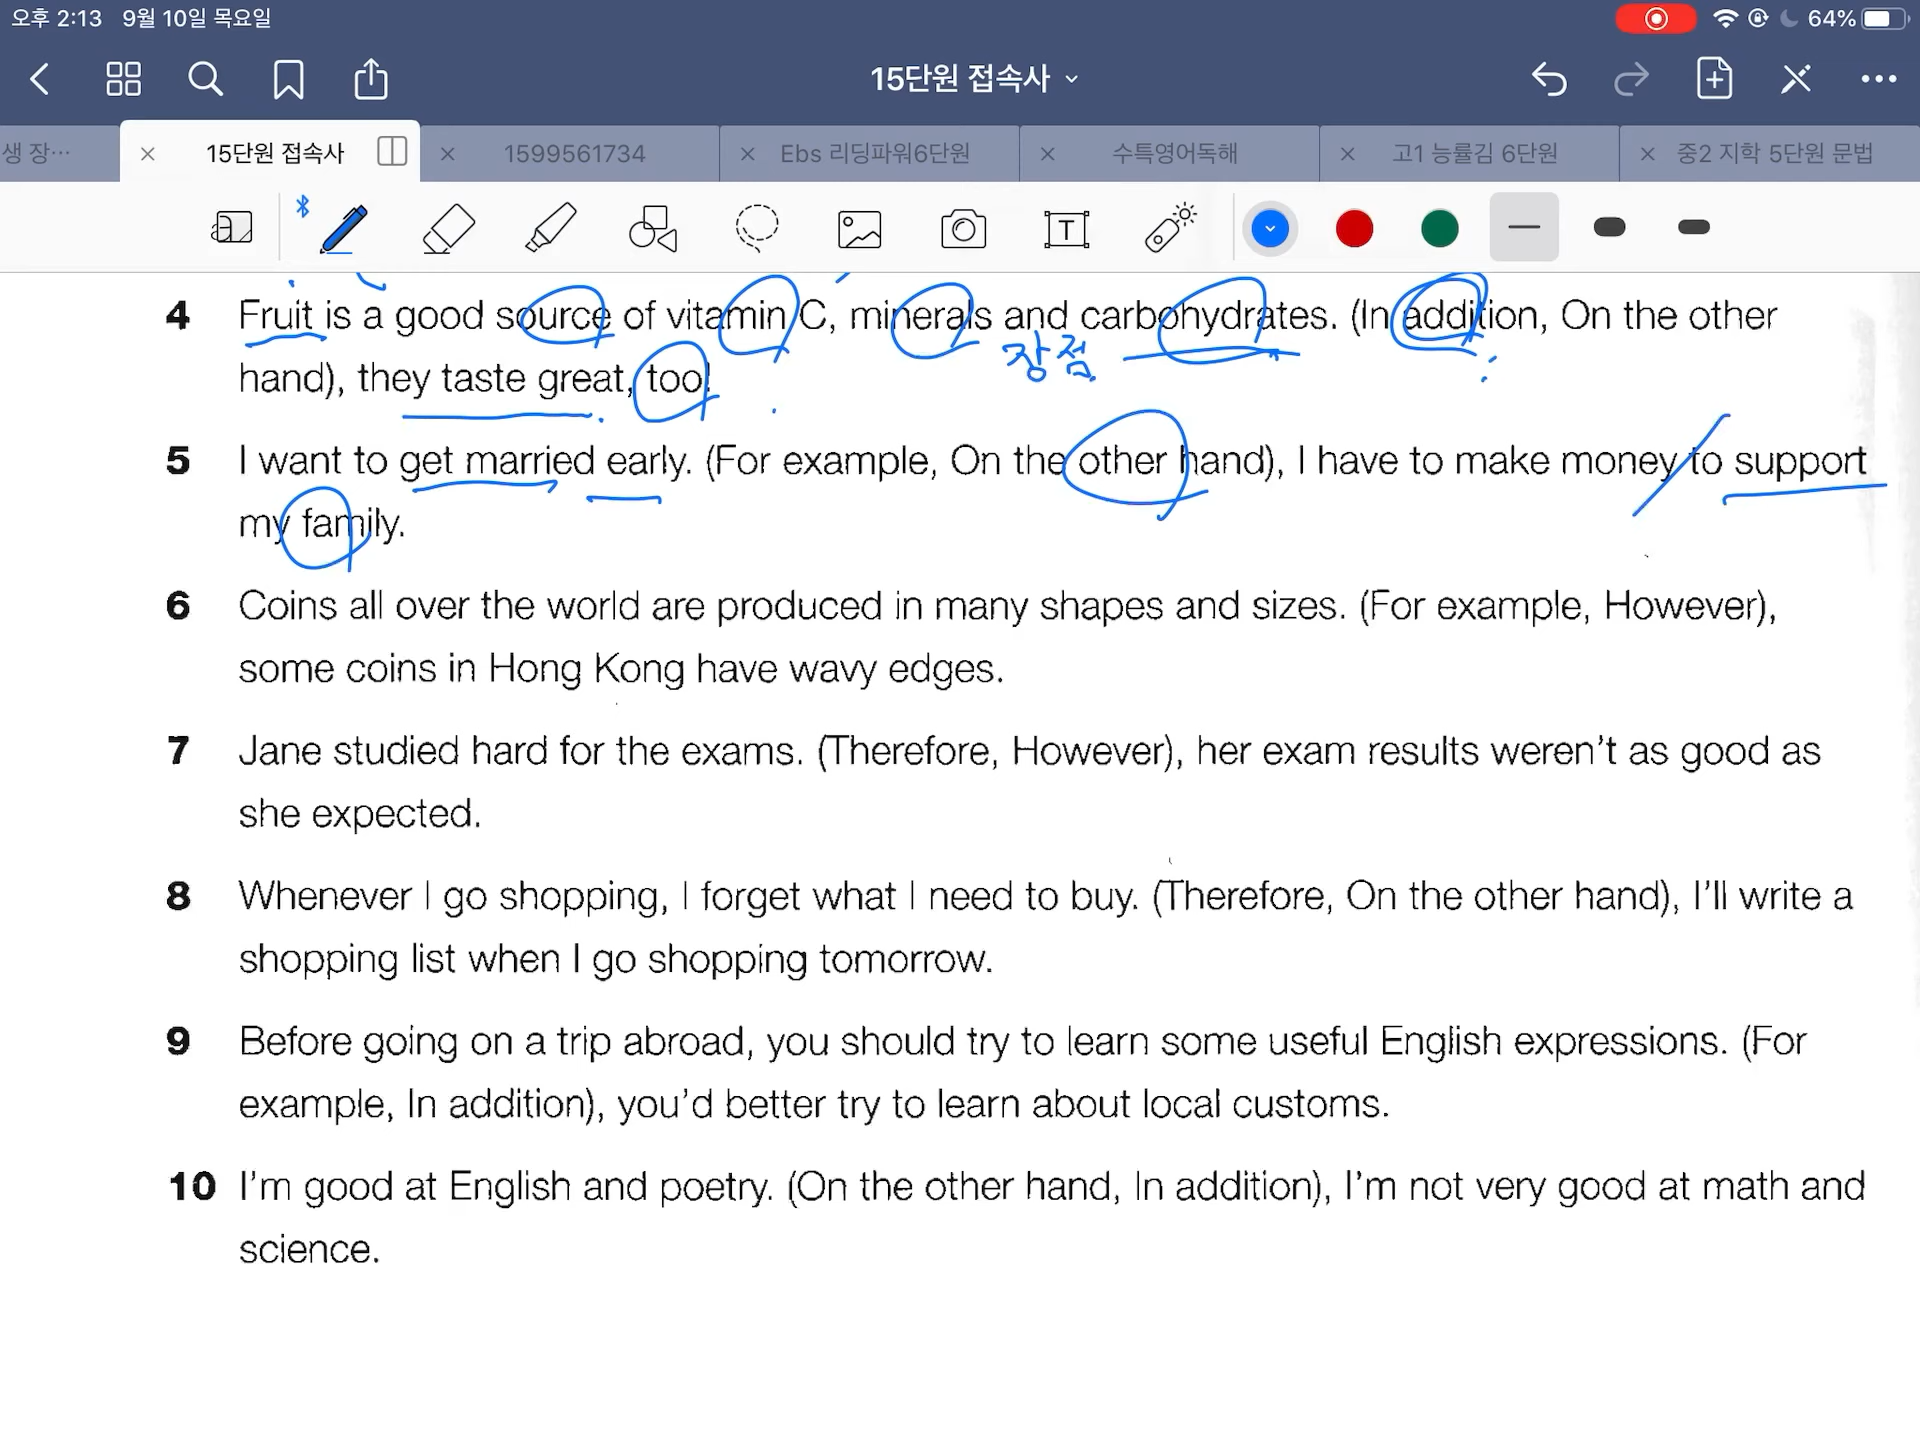 오후 2:13 9월 10일 목요일 64%
15단원 접속사
생 장… 15단원 접속사 1599561734 Ebs 리딩파워6단원 수특영어독해 고1 능률김 6단원 중2 지학 5단원 문법
T
4 Fruit is a good source of vitamin C, minerals and carbohydrates. (In addition, On the other
장점
hand), they taste great, too!
5 I want to get married early. (For example, On the other hand), I have to make money to support
my family.
6 Coins all over the world are produced in many shapes and sizes. (For example, However),
some coins in Hong Kong have wavy edges.
7 Jane studied hard for the exams. (Therefore, However), her exam results weren't as good as
she expected.
8 Whenever I go shopping, I forget what I need to buy. (Therefore, On the other hand), I'll write a
shopping list when I go shopping tomorrow.
9 Before going on a trip abroad, you should try to learn some useful English expressions. (For
example, In addition), you'd better try to learn about local customs.
10 I'm good at English and poetry. (On the other hand, In addition), I'm not very good at math and
science.